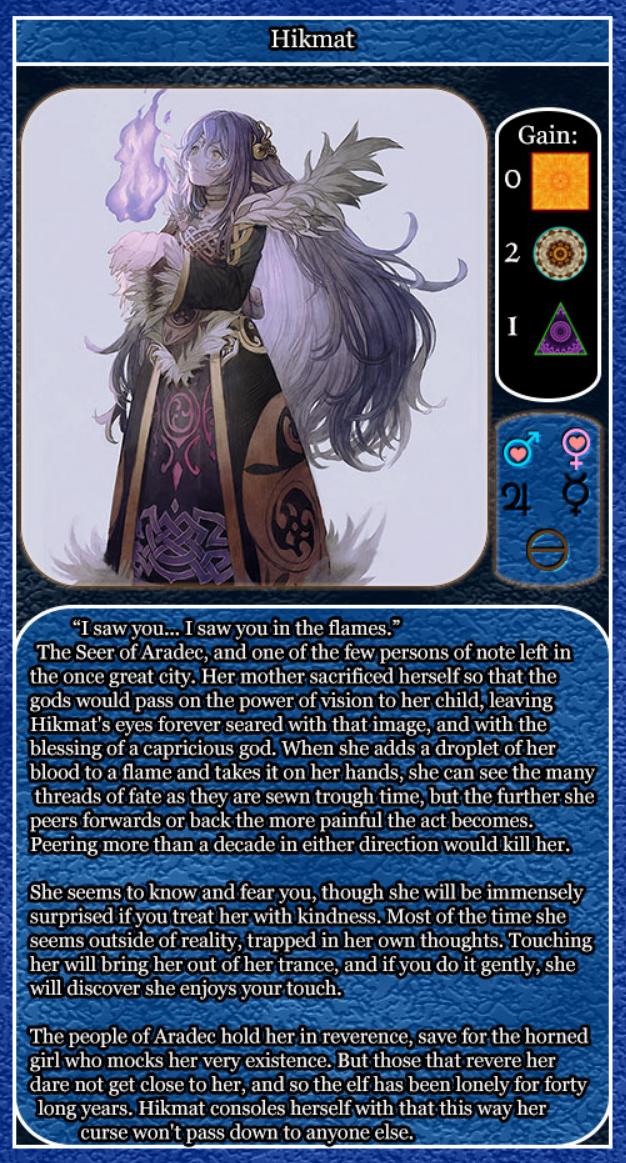 Hikmat
Gain:
0
2
1
“I saw you... I saw you in the flames.”
The Seer of Aradec, and one of the few persons of note left in
the once great city. Her mother sacrificed herself so that the
gods would pass on the power of vision to her child, leaving
Hikmat's eyes forever seared with that image, and with the
blessing of a capricious god. When she adds a droplet of her
blood to a flame and takes it on her hands, she can see the many
threads of fate as they are sewn trough time, but the further she
peers forwards or back the more painful the act becomes.
Peering more than a decade in either direction would kill her.
She seems to know and fear you, though she will be immensely
surprised if you treat her with kindness. Most of the time she
seems outside of reality, trapped in her own thoughts. Touching
her will bring her out of her trance, and if you do it gently, she
will discover she enjoys your touch.
The people of Aradec hold her in reverence, save for the horned
girl who mocks her very existence. But those that revere her
dare not get close to her, and so the elf has been lonely for forty
long years. Hikmat consoles herself with that this way her
curse won't pass down to anyone else.